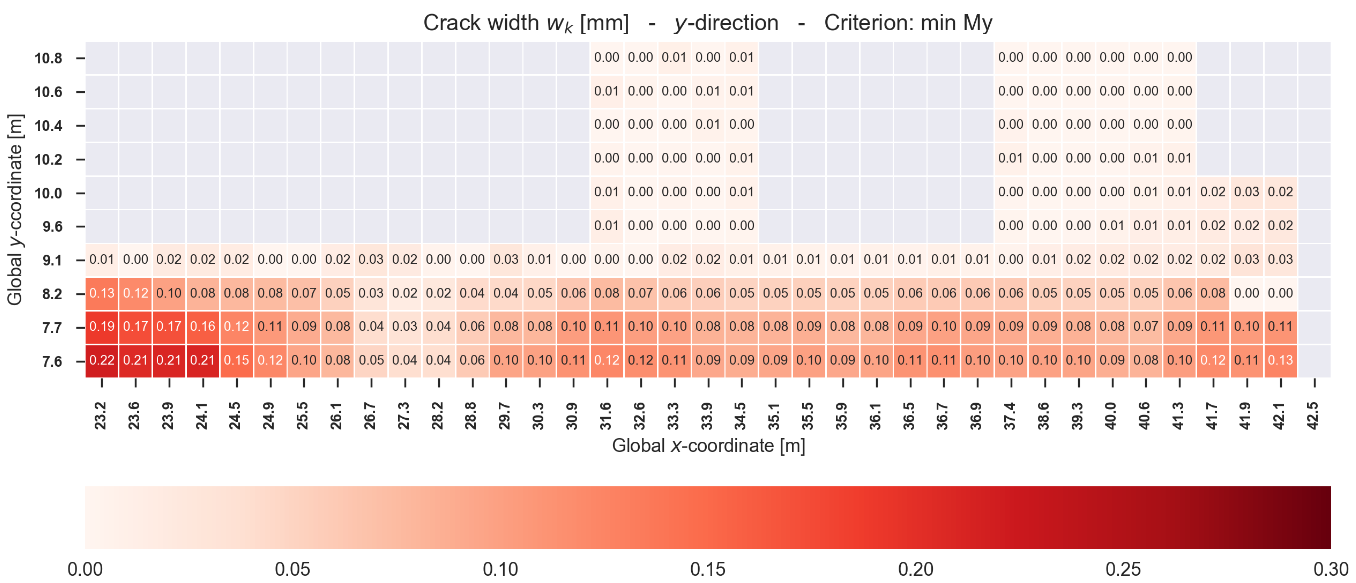 Crack width wk [mm] - y-direction - Criterion: min My
Global y-ccordinate [m]
10.8 0.00 0.00 0.01 0.00 0.01 0.00 0.00 0.00 0.00 0.00 0.00
10.6 0.01 0.00 0.00 0.01 0.01 0.00 0.00 0.00 0.00 0.00 0.00
10.4 0.00 0.00 0.00 0.01 0.00 0.00 0.00 0.00 0.00 0.00 0.00
10.2 0.00 0.00 0.00 0.00 0.01 0.01 0.00 0.00 0.00 0.01 0.01
10.0 0.01 0.00 0.00 0.00 0.01 0.00 0.00 0.00 0.00 0.01 0.01 0.02 0.03 0.02
9.6 0.01 0.00 0.00 0.00 0.00 0.00 0.00 0.00 0.01 0.01 0.01 0.02 0.02 0.02
9.1 0.01 0.00 0.02 0.02 0.02 0.00 0.00 0.02 0.03 0.02 0.00 0.00 0.03 0.01 0.00 0.00 0.00 0.02 0.02 0.01 0.01 0.01 0.01 0.01 0.01 0.01 0.01 0.00 0.01 0.02 0.02 0.02 0.02 0.02 0.03 0.03
8.2 0.13 0.12 0.10 0.08 0.08 0.08 0.07 0.05 0.03 0.02 0.02 0.04 0.04 0.05 0.06 0.08 0.07 0.06 0.06 0.05 0.05 0.05 0.05 0.05 0.06 0.06 0.06 0.06 0.05 0.05 0.05 0.05 0.06 0.08 0.00 0.00
7.7 0.19 0.17 0.17 0.16 0.12 0.11 0.09 0.08 0.04 0.03 0.04 0.06 0.08 0.08 0.10 0.11 0.10 0.10 0.08 0.08 0.08 0.09 0.08 0.09 0.09 0.10 0.09 0.09 0.09 0.08 0.08 0.07 0.09 0.11 0.10 0.11
7.6 0.22 0.21 0.21 0.21 0.15 0.12 0.10 0.08 0.05 0.04 0.04 0.06 0.10 0.10 0.11 0.12 0.12 0.11 0.09 0.09 0.09 0.10 0.09 0.10 0.11 0.11 0.10 0.10 0.10 0.10 0.09 0.08 0.10 0.12 0.11 0.13
23.2 23.6 23.9 24.1 24.5 24.9 25.5 26.1 26.7 27.3 28.2 28.8 29.7 30.3 30.9 31.6 32.6 33.3 33.9 34.5 35.1 35.5 35.9 36.1 36.5 36.7 36.9 37.4 38.6 39.3 40.0 40.6 41.3 41.7 41.9 42.1 42.5
Global x-coordinate [m]
0.00 0.05 0.10 0.15 0.20 0.25 0.30